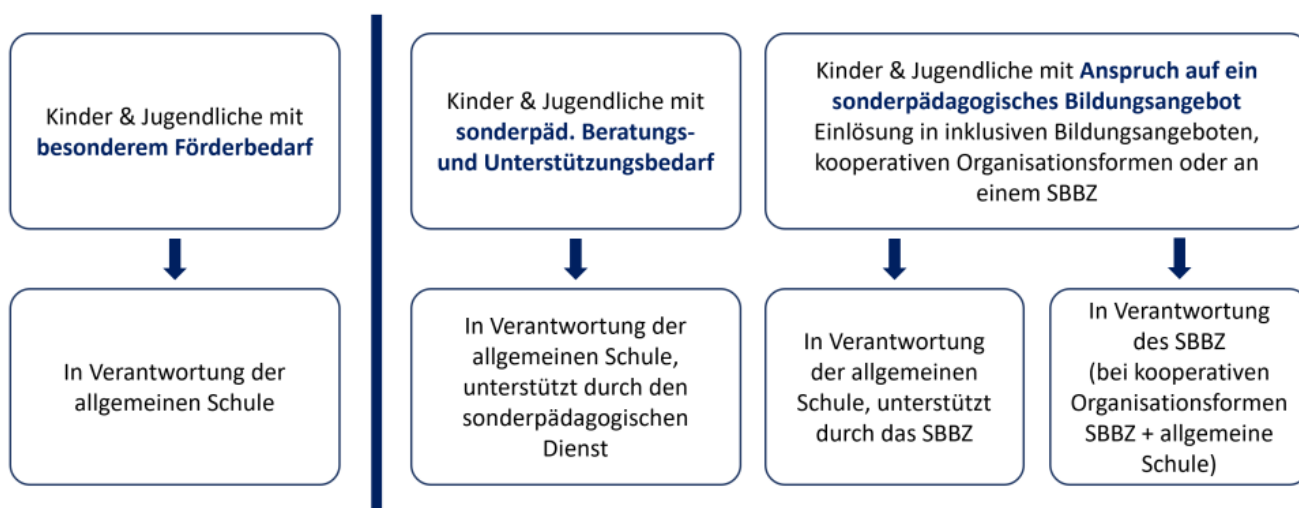 Kinder & Jugendliche mit
besonderem Förderbedarf
Kinder & Jugendliche mit
sonderpäd. Beratungs-
und Unterstützungsbedarf
Kinder & Jugendliche mit Anspruch auf ein
sonderpädagogisches Bildungsangebot
Einlösung in inklusiven Bildungsangeboten,
kooperativen Organisationsformen oder an
einem SBBZ
In Verantwortung der
allgemeinen Schule
In Verantwortung der
allgemeinen Schule,
unterstützt durch den
sonderpädagogischen
Dienst
In Verantwortung
der allgemeinen
Schule, unterstützt
durch das SBBZ
In Verantwortung
des SBBZ
(bei kooperativen
Organisationsformen
SBBZ + allgemeine
Schule)